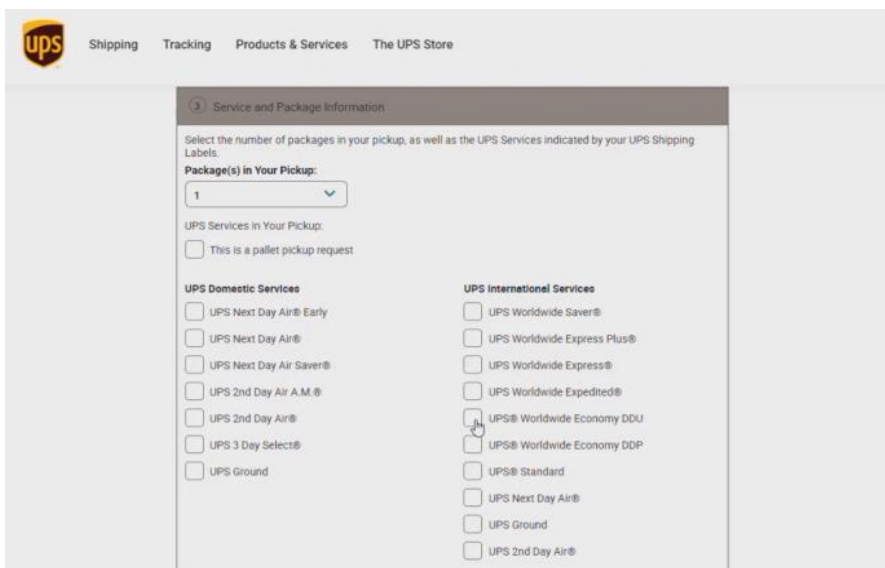 ups Shipping Tracking Products & Services The UPS Store
3 Service and Package Information
Select the number of packages in your pickup, as well as the UPS Services indicated by your UPS Shipping
Labels.
Package(s) in Your Pickup:
1
UPS Services in Your Pickup:
This is a pallet pickup request
UPS Domestic Services
UPS Next Day Air® Early
UPS Next Day Air®
UPS Next Day Air Saver®
UPS 2nd Day Air A.M.®
UPS 2nd Day Air®
UPS 3 Day Select®
UPS Ground
UPS International Services
UPS Worldwide Saver®
UPS Worldwide Express Plus®
UPS Worldwide Express®
UPS Worldwide Expedited®
UPS® Worldwide Economy DDU
UPS® Worldwide Economy DDP
UPS® Standard
UPS Next Day Air®
UPS Ground
UPS 2nd Day Air®